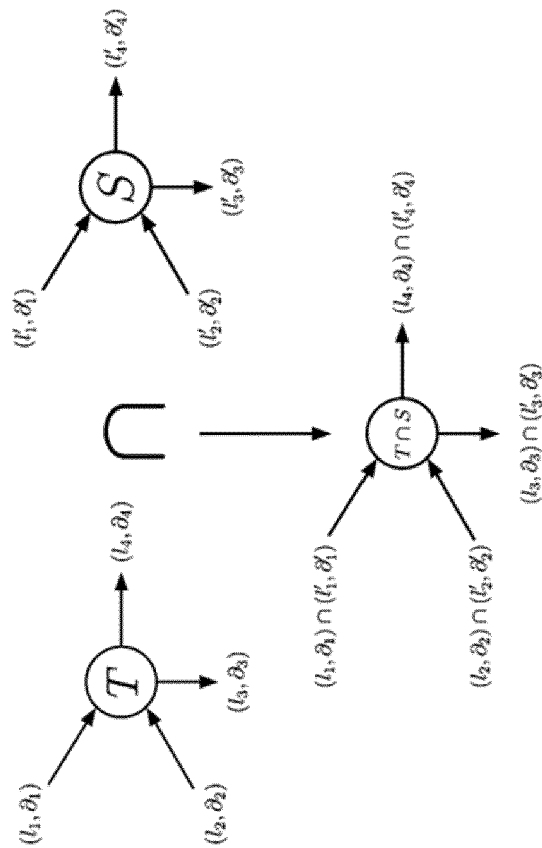 (l₁, ∂₁)
(l₂, ∂₂)
T
(l₃, ∂₃)
(l₄, ∂₄)
∩
(l′₁, ∂′₁)
(l′₂, ∂′₂)
S
(l′₃, ∂′₃)
(l′₄, ∂′₄)
(l₁, ∂₁) ∩ (l′₁, ∂′₁)
(l₂, ∂₂) ∩ (l′₂, ∂′₂)
T ∩ S
(l₃, ∂₃) ∩ (l′₃, ∂′₃)
(l₄, ∂₄) ∩ (l′₄, ∂′₄)